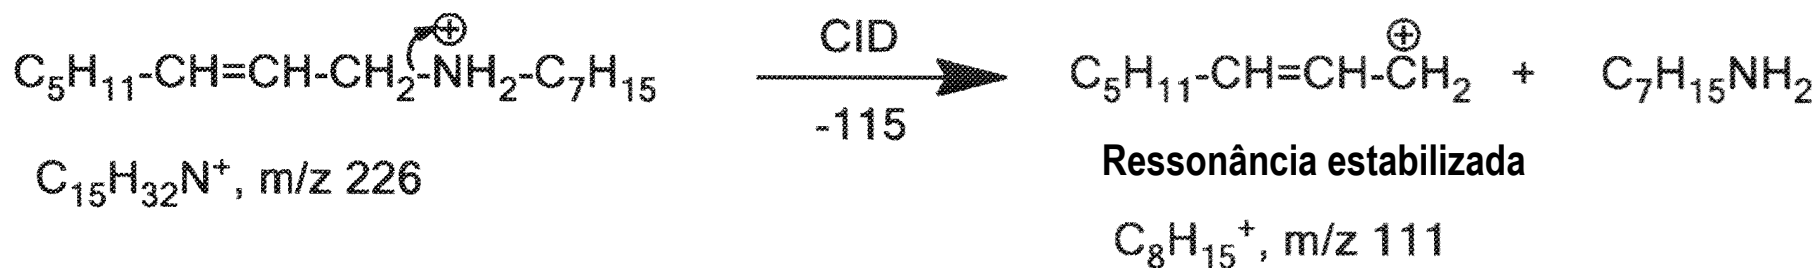 C₅H₁₁-CH=CH-CH₂-NH₂-C₇H₁₅
⊕
CID
-115
C₅H₁₁-CH=CH-CH₂ + C₇H₁₅NH₂
⊕
C₁₅H₃₂N⁺, m/z 226
Ressonância estabilizada
C₈H₁₅⁺, m/z 111